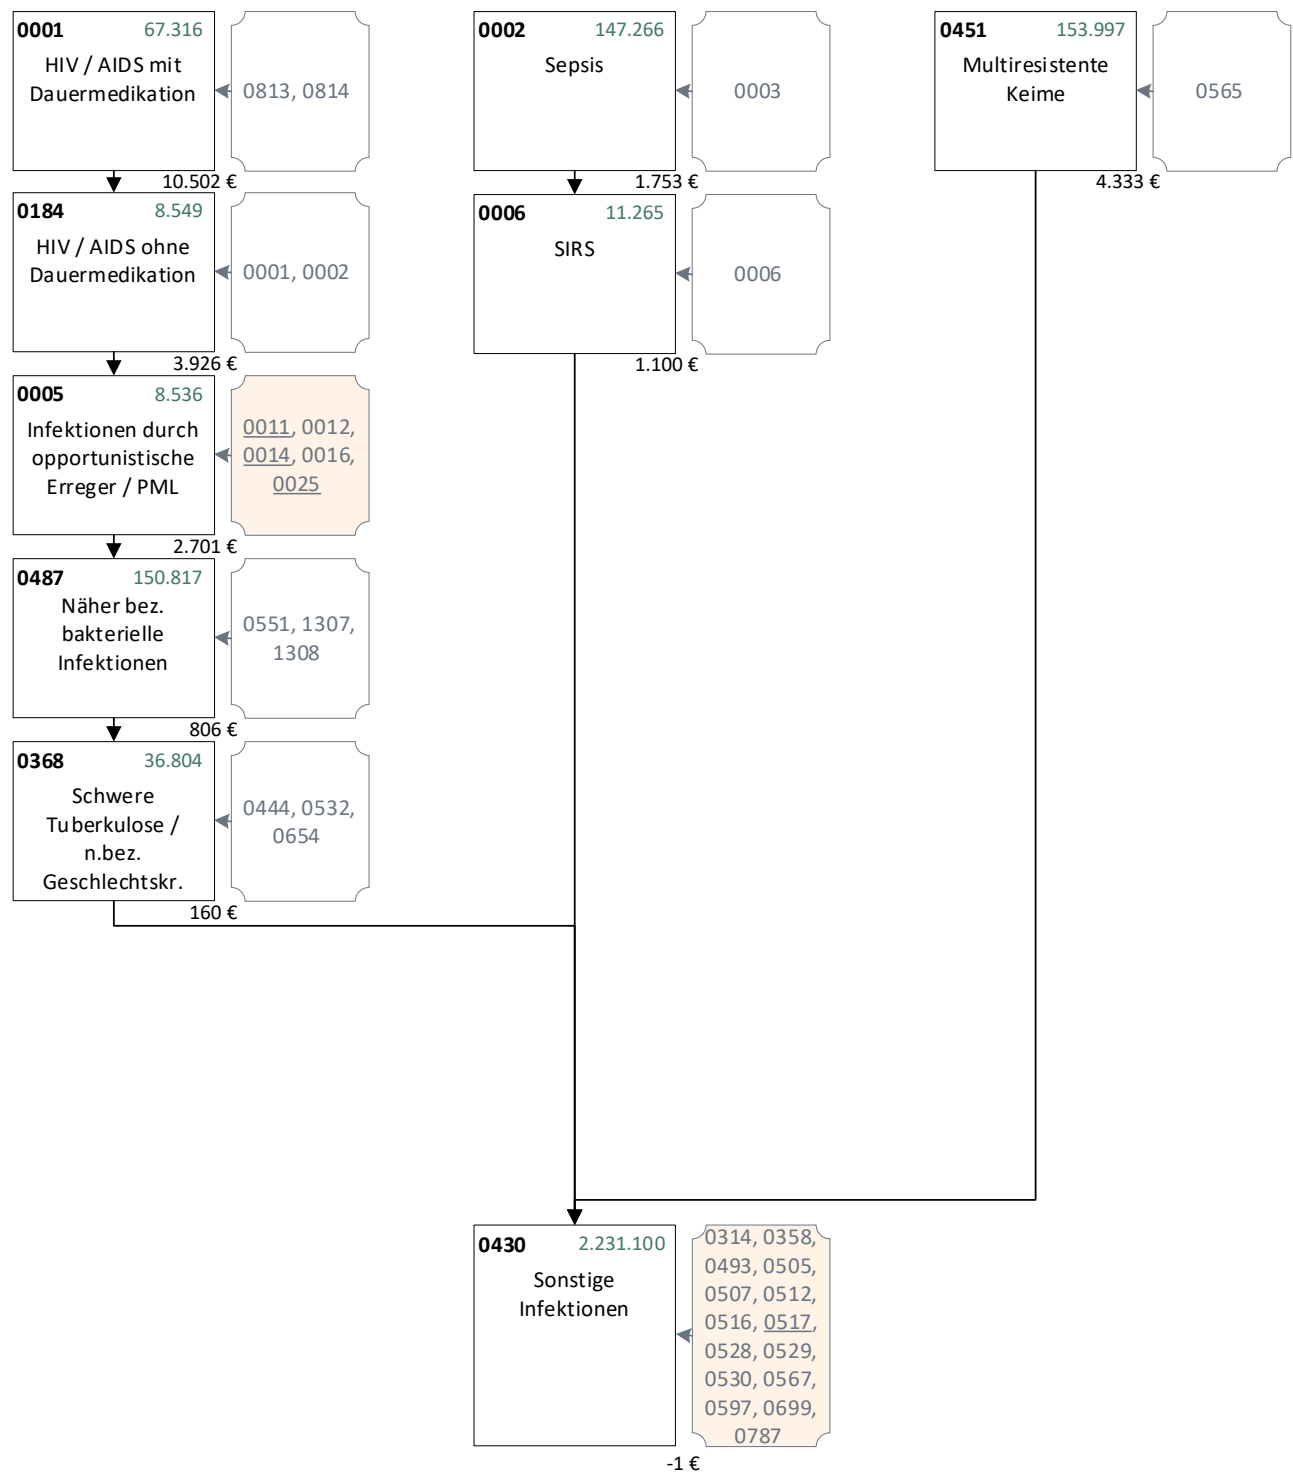 0001 67.316
HIV / AIDS mit
Dauermedikation
0813, 0814
10.502 €
0184 8.549
HIV / AIDS ohne
Dauermedikation
0001, 0002
3.926 €
0005 8.536
Infektionen durch
opportunistische
Erreger / PML
0011, 0012,
0014, 0016,
0025
2.701 €
0487 150.817
Näher bez.
bakterielle
Infektionen
0551, 1307,
1308
806 €
0368 36.804
Schwere
Tuberkulose /
n.bez.
Geschlechtskr.
0444, 0532,
0654
160 €
0002 147.266
Sepsis
0003
1.753 €
0006 11.265
SIRS
0006
1.100 €
0451 153.997
Multiresistente
Keime
0565
4.333 €
0430 2.231.100
Sonstige
Infektionen
0314, 0358,
0493, 0505,
0507, 0512,
0516, 0517,
0528, 0529,
0530, 0567,
0597, 0699,
0787
-1 €